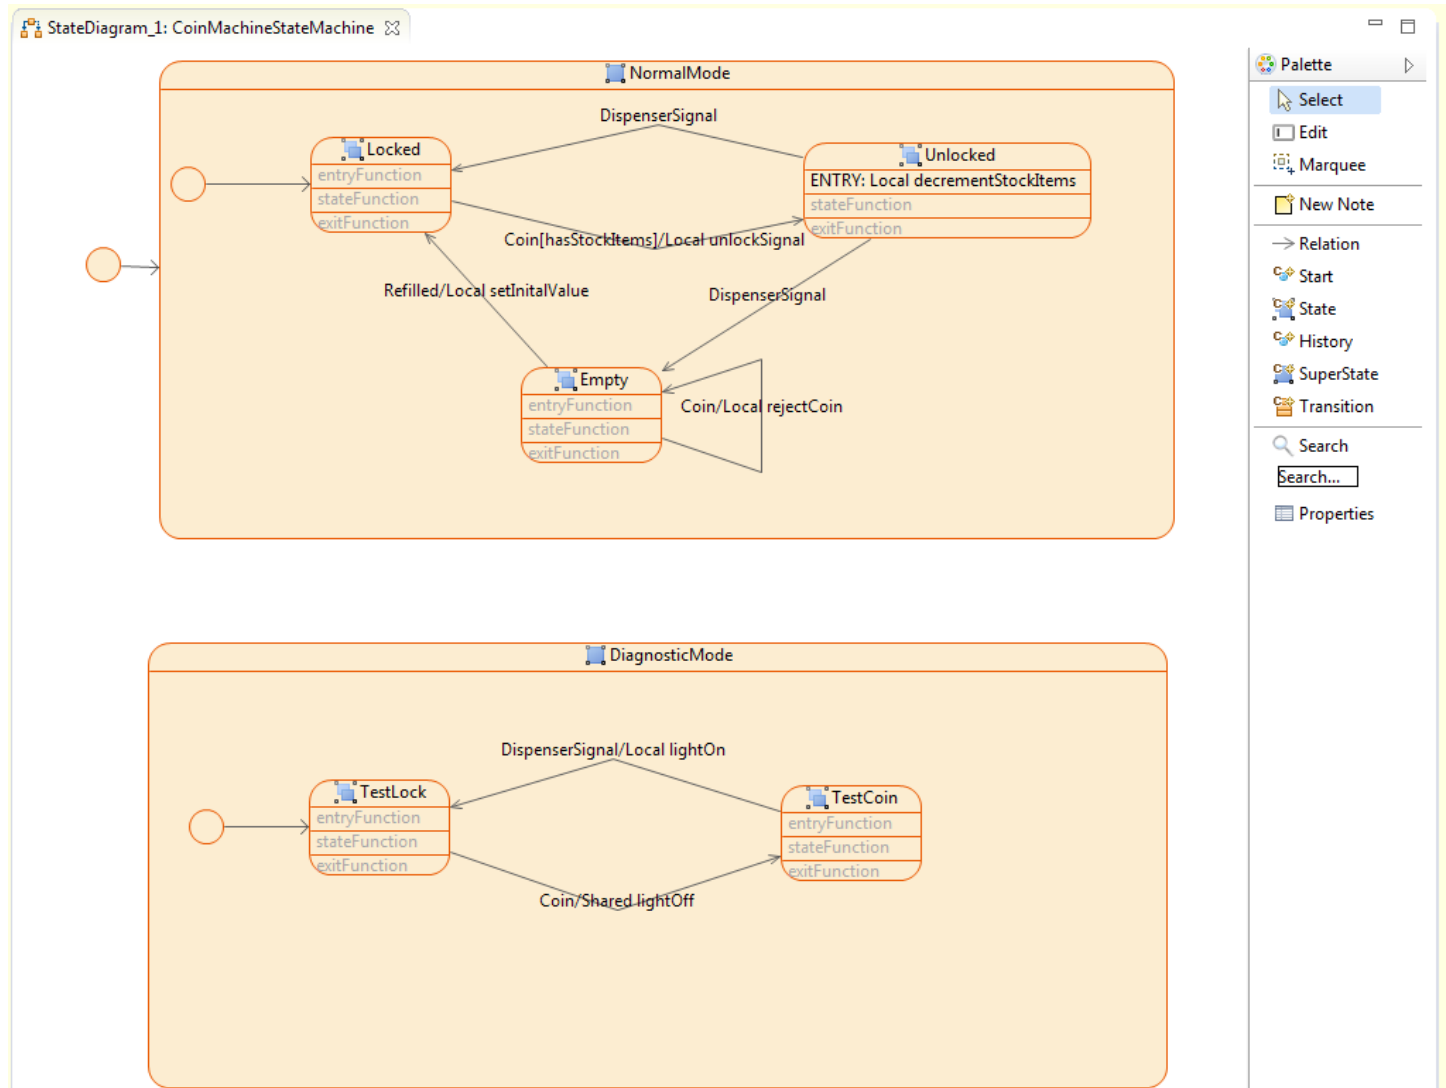 StateDiagram_1: CoinMachineStateMachine
NormalMode
DispenserSignal
Locked
entryFunction
stateFunction
exitFunction
Unlocked
ENTRY: Local decrementStockItems
stateFunction
exitFunction
Coin[hasStockItems]/Local unlockSignal
Refilled/Local setInitalValue
DispenserSignal
Empty
entryFunction
stateFunction
exitFunction
Coin/Local rejectCoin
DiagnosticMode
DispenserSignal/Local lightOn
TestLock
entryFunction
stateFunction
exitFunction
TestCoin
entryFunction
stateFunction
exitFunction
Coin/Shared lightOff
Palette
Select
Edit
Marquee
New Note
Relation
Start
State
History
SuperState
Transition
Search
Search...
Properties